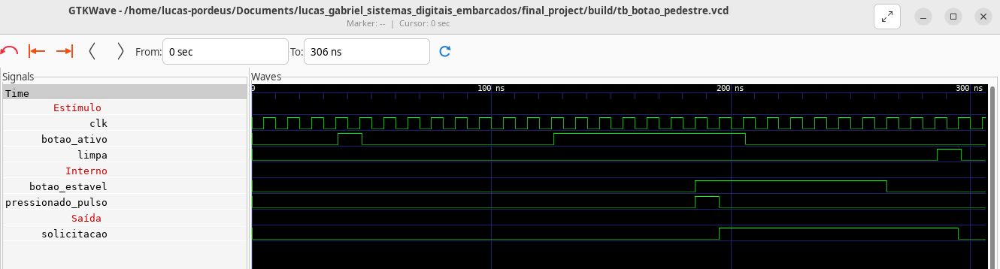 GTKWave - /home/lucas-pordeus/Documents/lucas_gabriel_sistemas_digitais_embarcados/final_project/build/tb_botao_pedestre.vcd
Marker: -- | Cursor: 0 sec
From: 0 sec To: 306 ns
Signals Waves
Time 0 100 ns 200 ns 300 ns
Estímulo
clk
botao_ativo
limpa
Interno
botao_estavel
pressionado_pulso
Saída
solicitacao